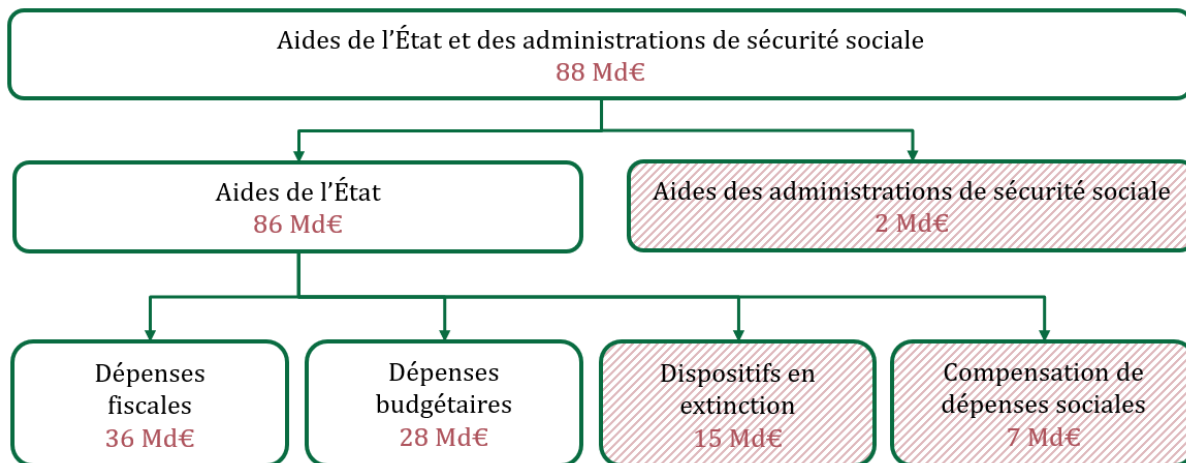 Aides de l’État et des administrations de sécurité sociale
88 Md€
Aides de l’État
86 Md€
Aides des administrations de sécurité sociale
2 Md€
Dépenses
fiscales
36 Md€
Dépenses
budgétaires
28 Md€
Dispositifs en
extinction
15 Md€
Compensation de
dépenses sociales
7 Md€